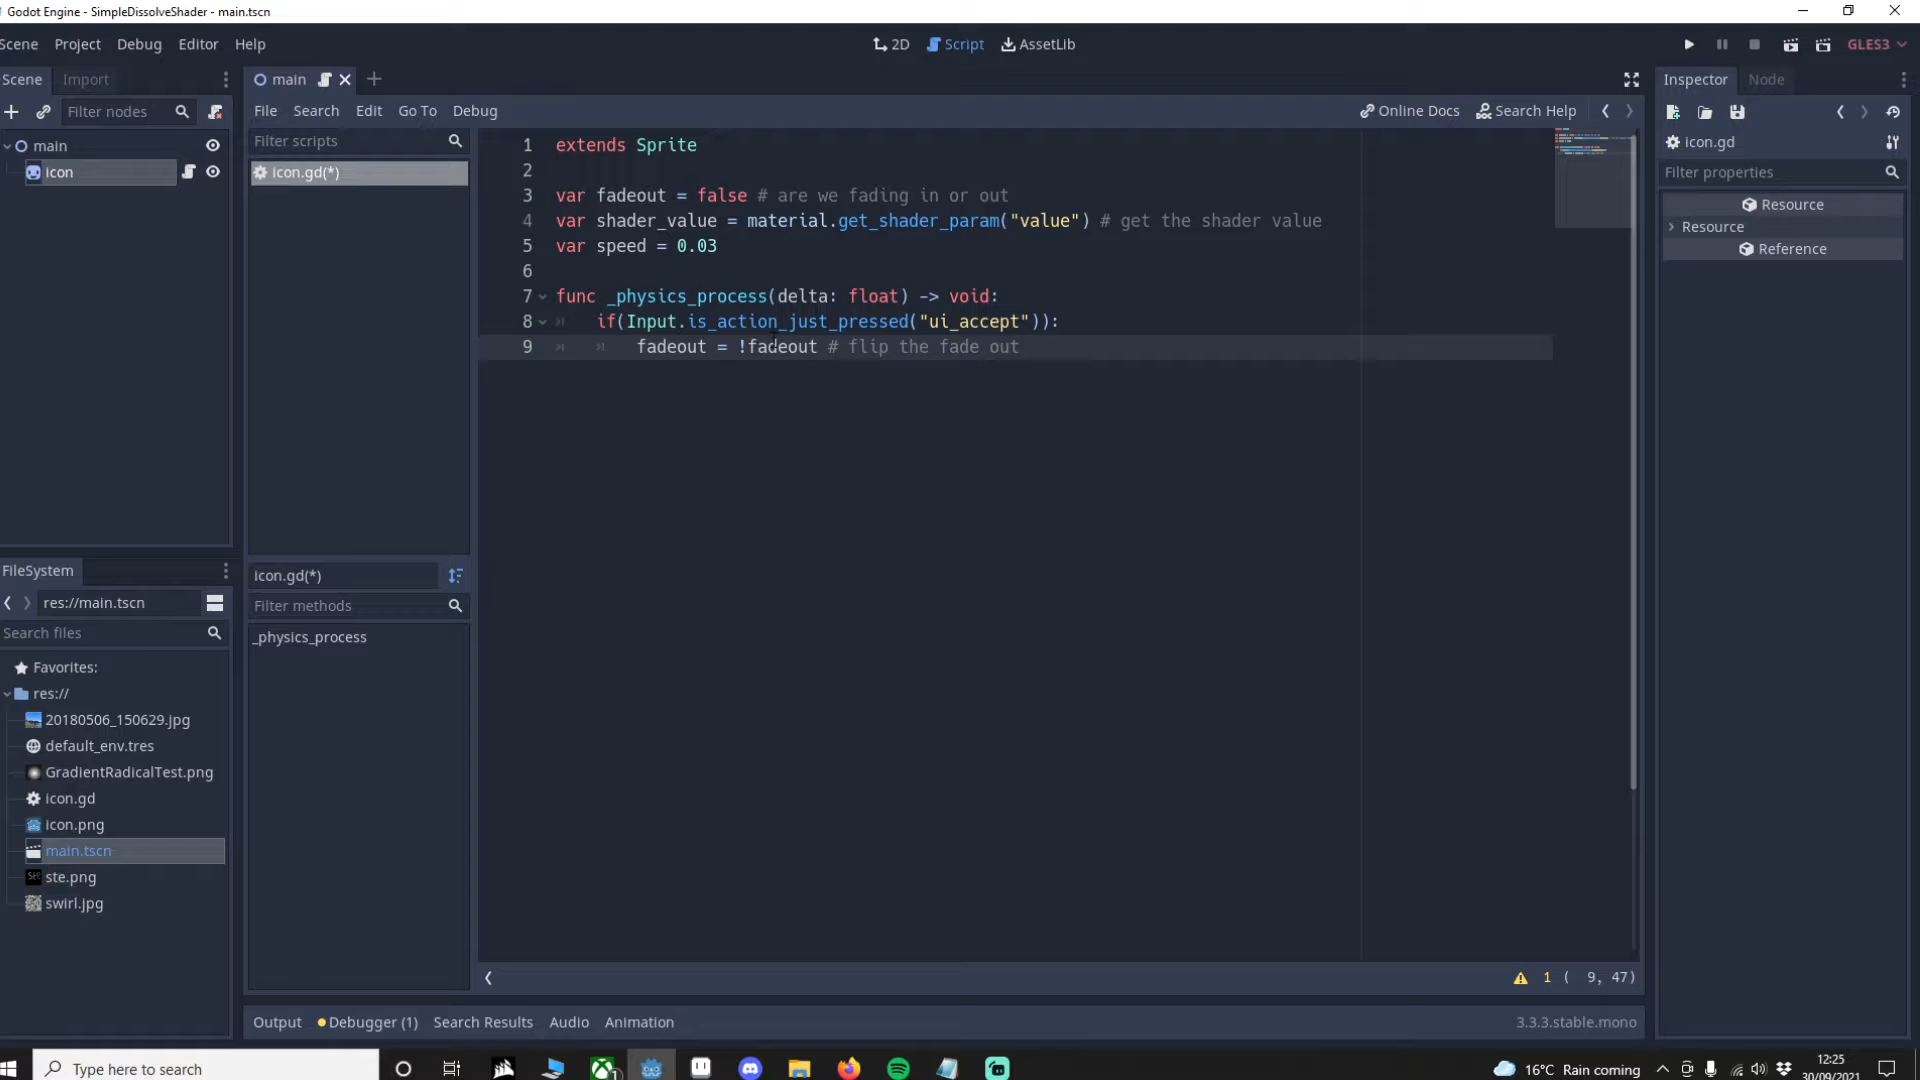 Godot Engine - SimpleDissolveShader - main.tscn
Scene Project Debug Editor Help
2D Script AssetLib
GLES3
Scene Import
main
Inspector Node
Filter nodes
File Search Edit Go To Debug
Online Docs Search Help
main
icon
Filter scripts
icon.gd(*)
icon.gd
Filter properties
Resource
Resource
Reference
1 extends Sprite
2
3 var fadeout = false # are we fading in or out
4 var shader_value = material.get_shader_param("value") # get the shader value
5 var speed = 0.03
6
7 func _physics_process(delta: float) -> void:
8 if(Input.is_action_just_pressed("ui_accept")):
9 fadeout = !fadeout # flip the fade out
FileSystem
res://main.tscn
Search files
Favorites:
res://
20180506_150629.jpg
default_env.tres
GradientRadicalTest.png
icon.gd
icon.png
main.tscn
ste.png
swirl.jpg
icon.gd(*)
Filter methods
_physics_process
1 ( 9, 47)
Output Debugger (1) Search Results Audio Animation
3.3.3.stable.mono
Type here to search
16°C Rain coming
12:25
30/09/2021